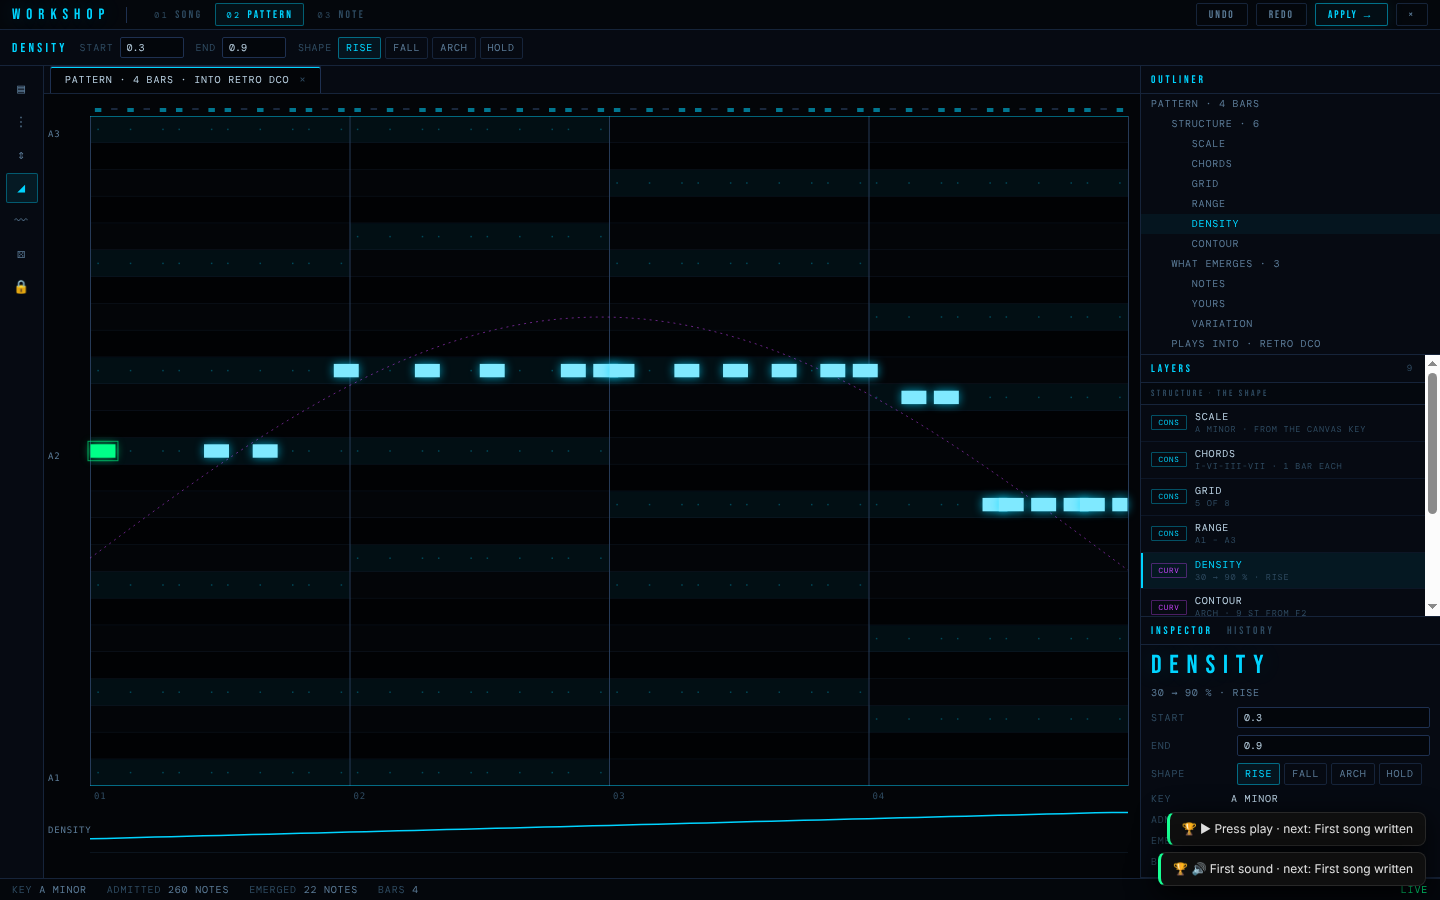 WORKSHOP 01 SONG 02 PATTERN 03 NOTE UNDO REDO APPLY → ×
DENSITY START 0.3 END 0.9 SHAPE RISE FALL ARCH HOLD
PATTERN · 4 BARS · INTO RETRO DCO ×
A3
A2
A1
01 02 03 04
DENSITY
OUTLINER
PATTERN · 4 BARS
STRUCTURE · 6
SCALE
CHORDS
GRID
RANGE
DENSITY
CONTOUR
WHAT EMERGES · 3
NOTES
YOURS
VARIATION
PLAYS INTO · RETRO DCO
LAYERS 9
STRUCTURE · THE SHAPE
CONS SCALE
A MINOR · FROM THE CANVAS KEY
CONS CHORDS
I-VI-III-VII · 1 BAR EACH
CONS GRID
5 OF 8
CONS RANGE
A1 – A3
CURV DENSITY
30 → 90 % · RISE
CURV CONTOUR
ARCH · 9 ST FROM F2
INSPECTOR HISTORY
DENSITY
30 → 90 % · RISE
START 0.3
END 0.9
SHAPE RISE FALL ARCH HOLD
KEY A MINOR
🏆 ▶ Press play · next: First song written
🏆 🔊 First sound · next: First song written
KEY A MINOR ADMITTED 260 NOTES EMERGED 22 NOTES BARS 4 LIVE